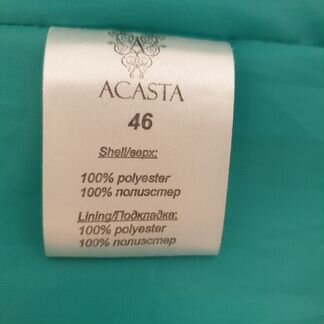 A
ACASTA
46
Shell/верх:
100% polyester
100% полиэстер
Lining/Подкладка:
100% polyester
100% полиэстер